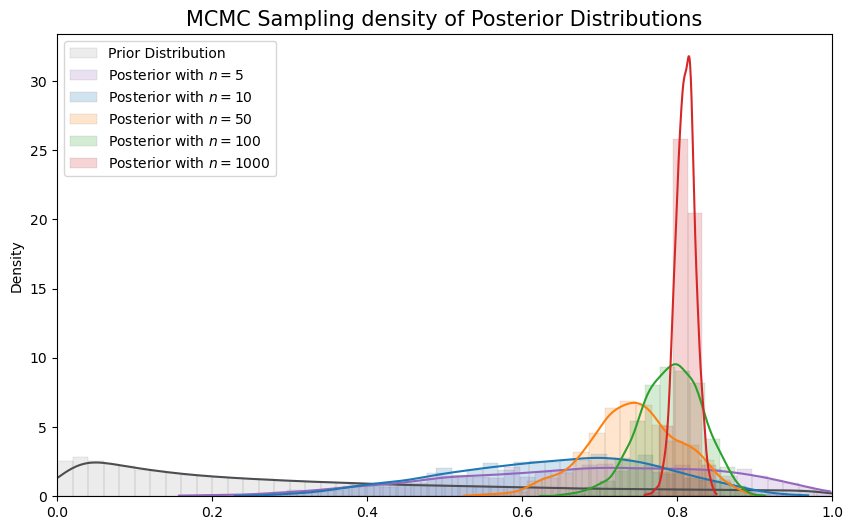 MCMC Sampling density of Posterior Distributions
Prior Distribution
Posterior with n = 5
Posterior with n = 10
Posterior with n = 50
Posterior with n = 100
Posterior with n = 1000
Density
30
25
20
15
10
5
0
0.0 0.2 0.4 0.6 0.8 1.0